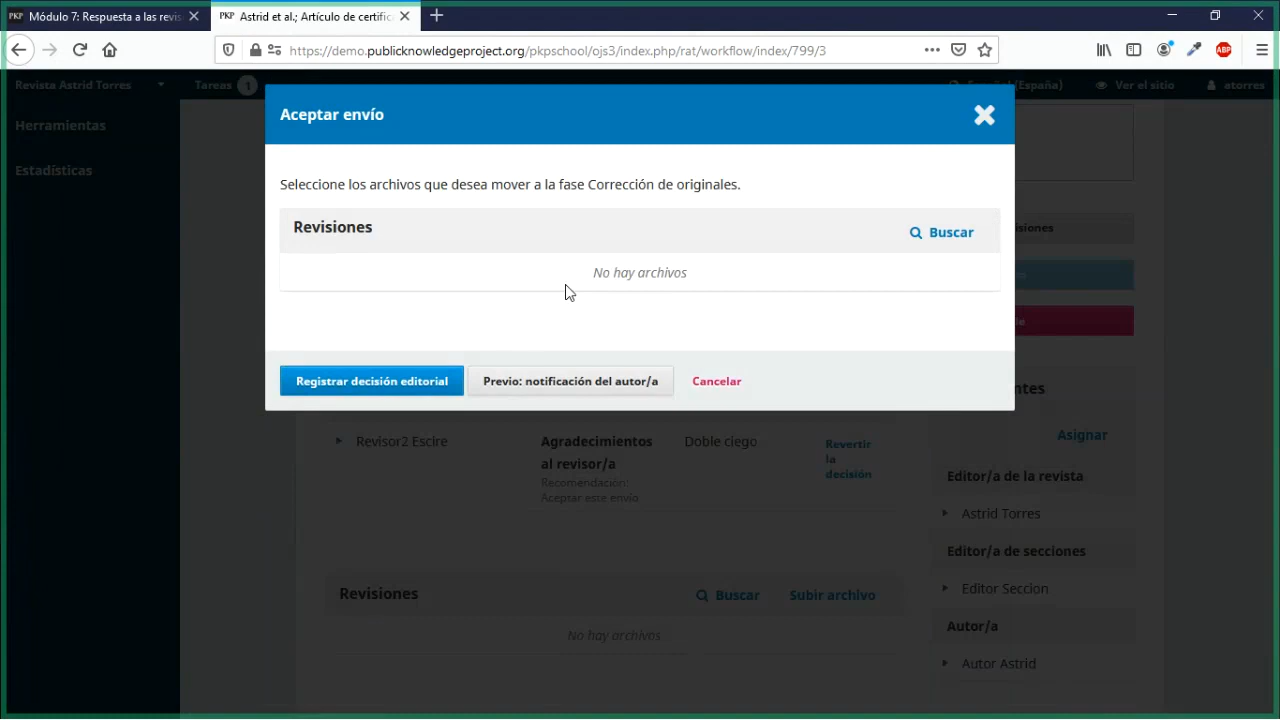 Módulo 7: Respuesta a las revis
Astrid et al.; Artículo de certific
https://demo.publicknowledgeproject.org/pkpschool/ojs3/index.php/rat/workflow/index/799/3
ABP
Revista Astrid Torres
Tareas 1
(España)
Ver el sitio
atorres
Herramientas
Estadísticas
Aceptar envío
Seleccione los archivos que desea mover a la fase Corrección de originales.
Revisiones
Buscar
No hay archivos
Registrar decisión editorial
Previo: notificación del autor/a
Cancelar
Asignar
Revisor2 Escire
Agradecimientos
al revisor/a
Recomendación:
Aceptar este envío
Doble ciego
Revertir
la
decisión
Editor/a de la revista
Astrid Torres
Editor/a de secciones
Editor Seccion
Autor/a
Autor Astrid
Revisiones
Buscar
Subir archivo
No hay archivos